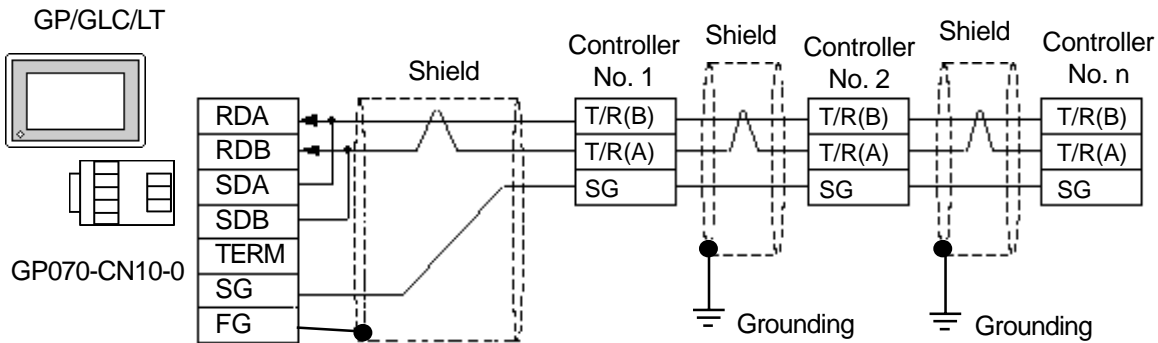 GP/GLC/LT
GP070-CN10-0
RDA
RDB
SDA
SDB
TERM
SG
FG
Shield
Controller
No. 1
T/R(B)
T/R(A)
SG
Shield
Grounding
Controller
No. 2
T/R(B)
T/R(A)
SG
Shield
Grounding
Controller
No. n
T/R(B)
T/R(A)
SG